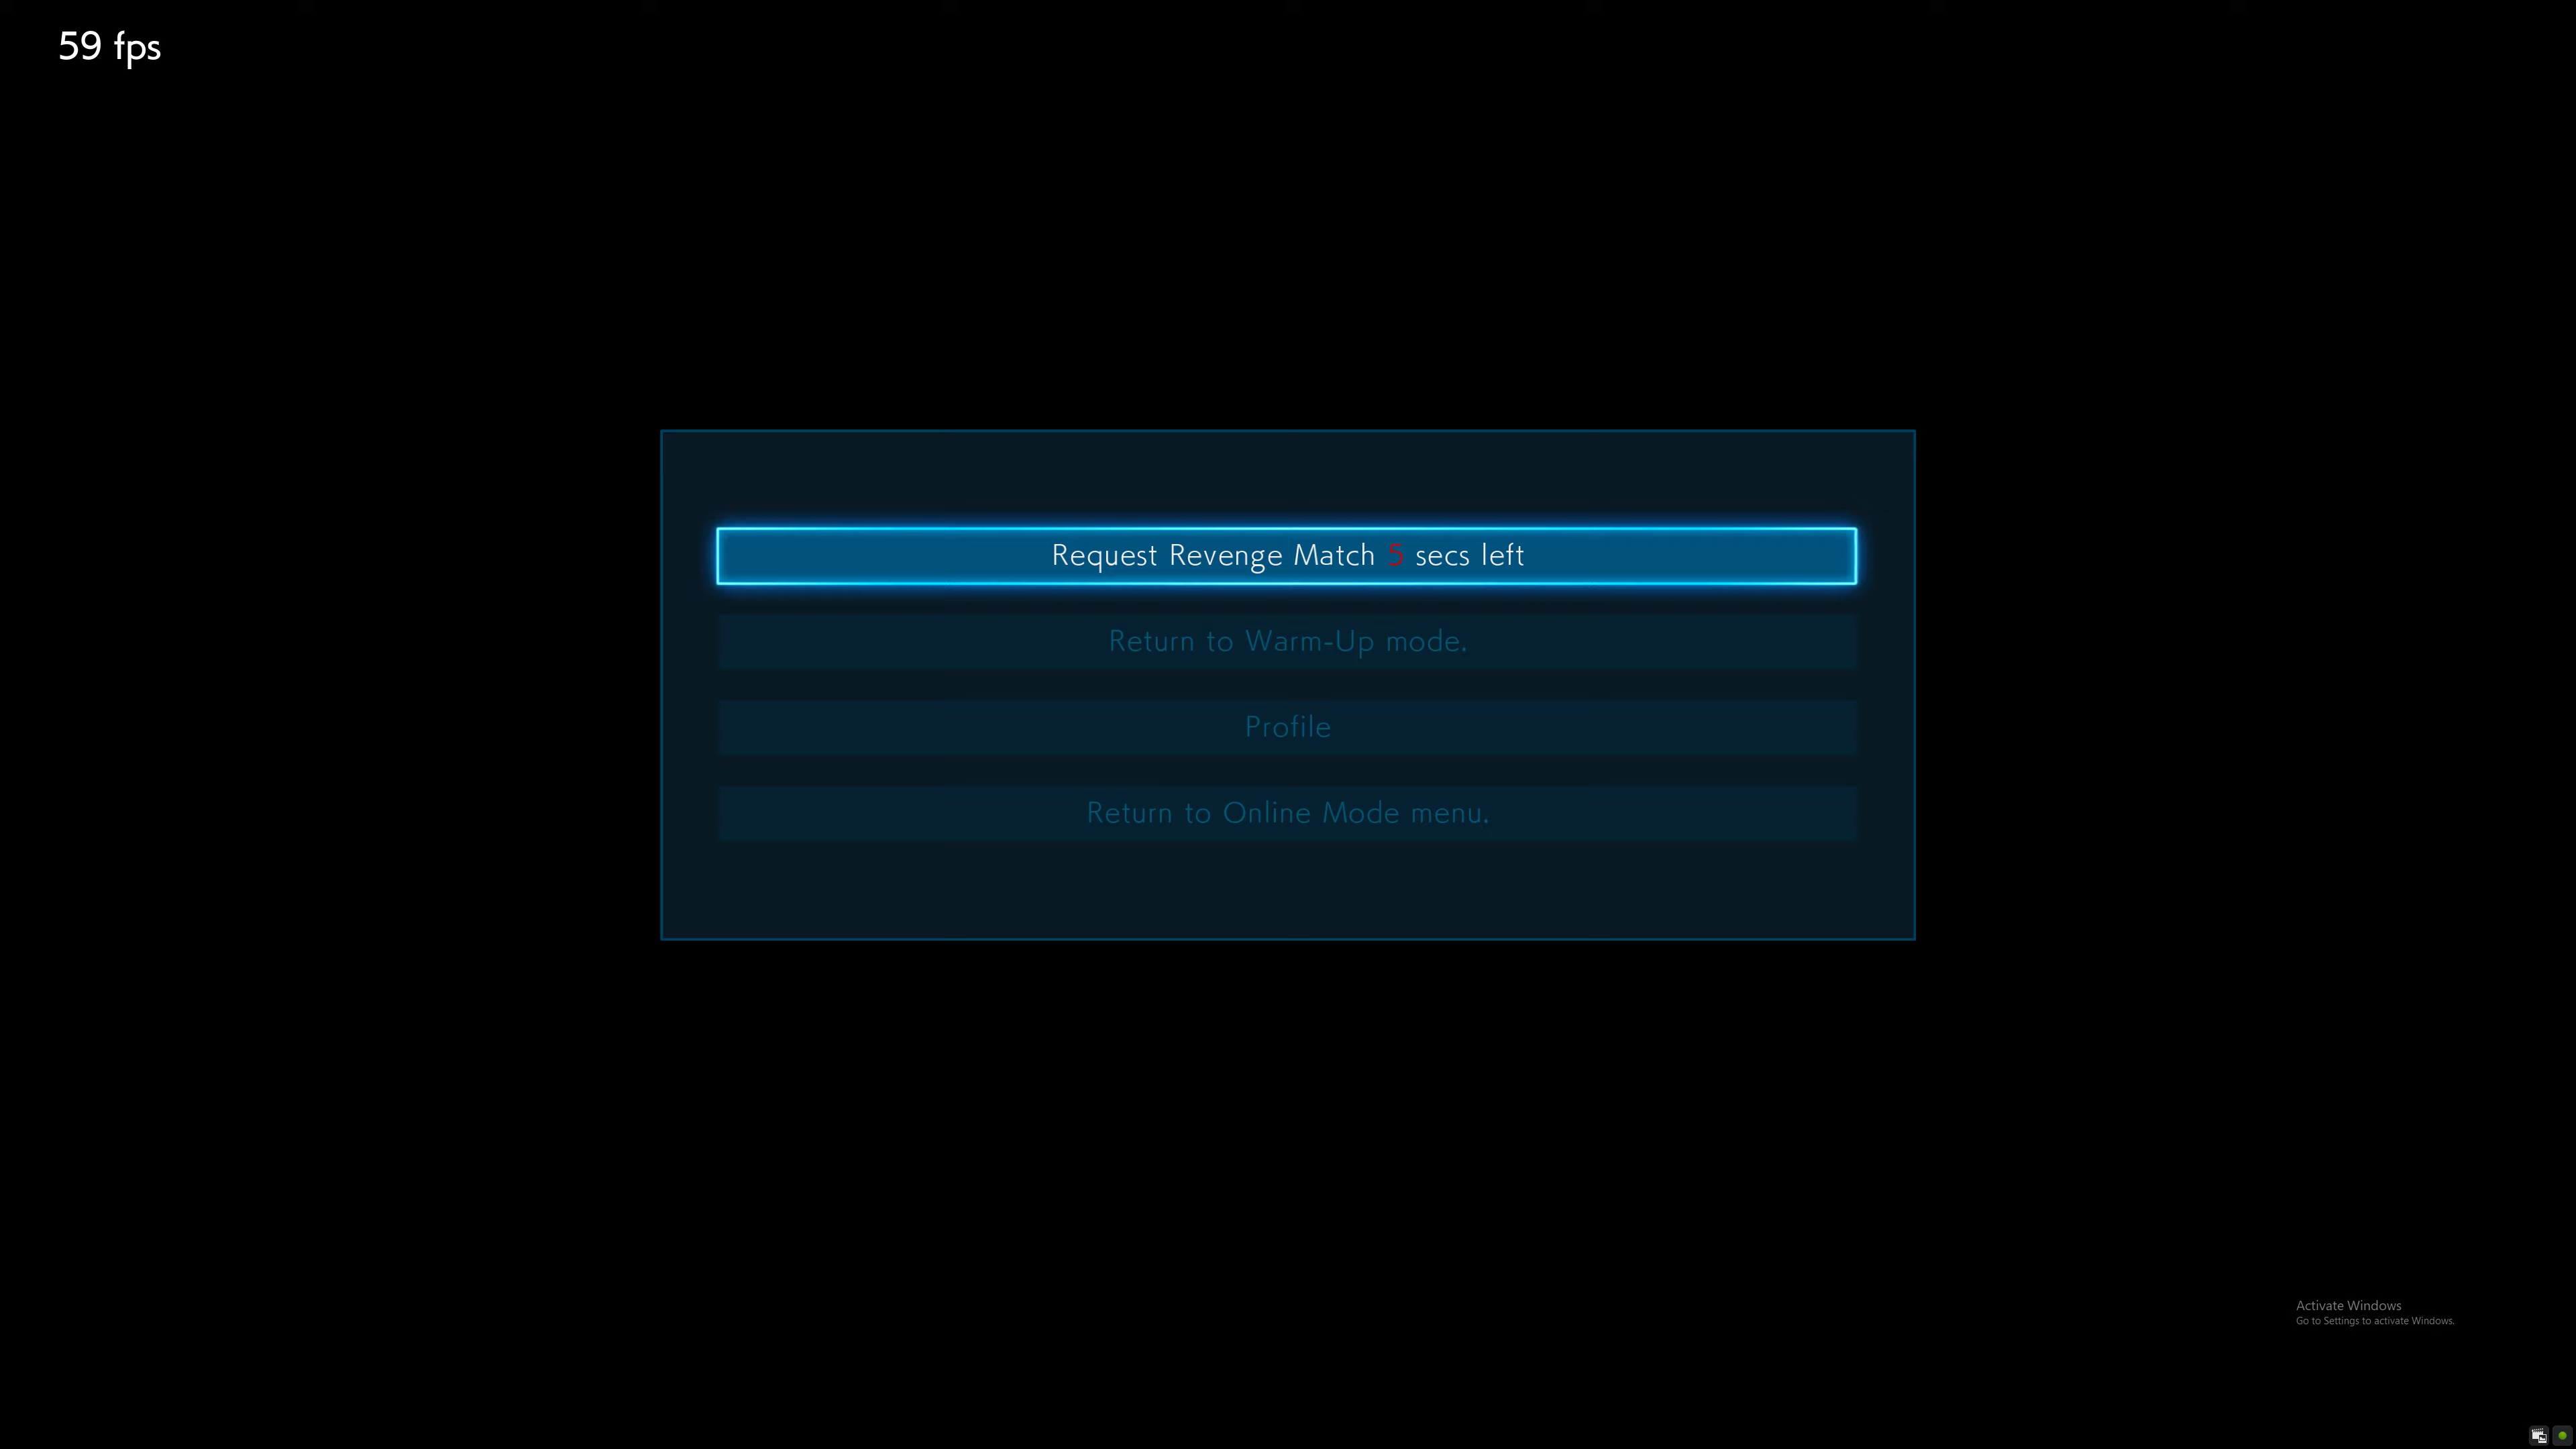 59 fps
Request Revenge Match 5 secs left
Return to Warm-Up mode.
Profile
Return to Online Mode menu.
Activate Windows
Go to Settings to activate Windows.